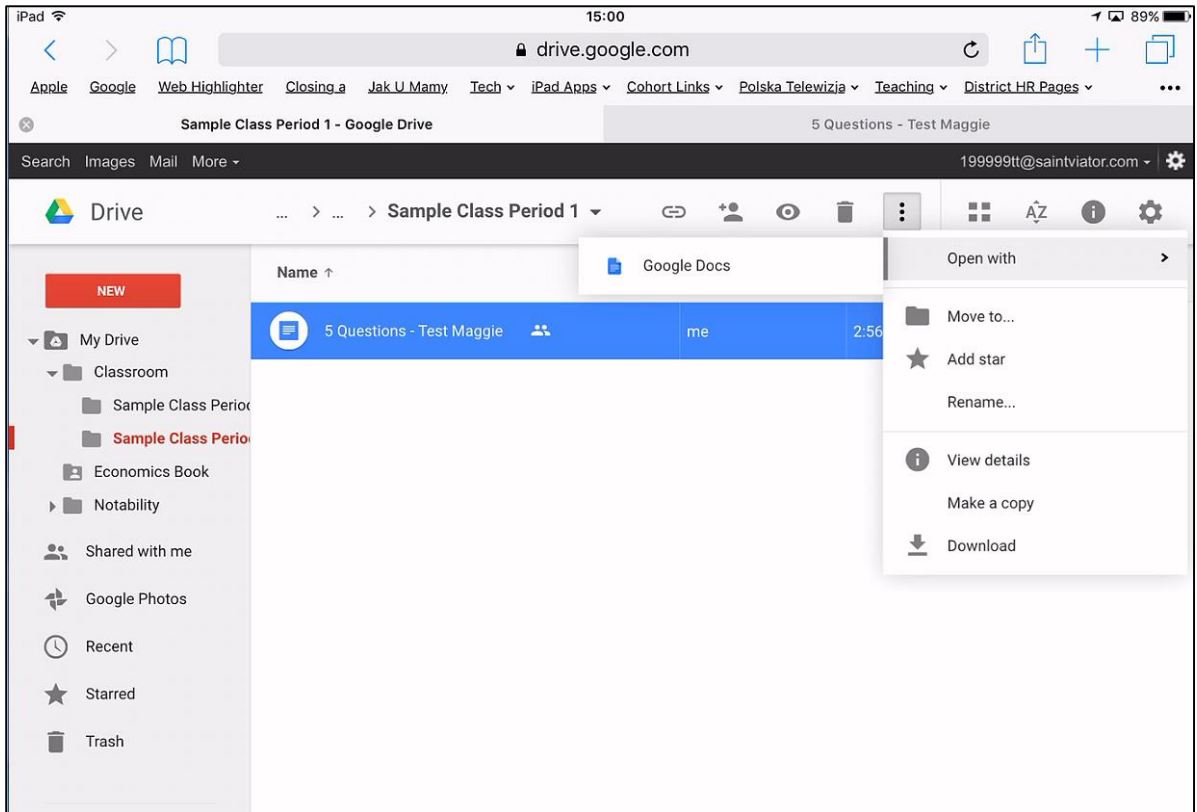 iPad 15:00 89%
drive.google.com
Apple Google Web Highlighter Closing a Jak U Mamy Tech iPad Apps Cohort Links Polska Telewizja Teaching District HR Pages •••
Sample Class Period 1 - Google Drive 5 Questions - Test Maggie
Search Images Mail More 199999tt@saintviator.com
Drive ... > ... > Sample Class Period 1 AZ
Name ↑ Google Docs Open with >
NEW
5 Questions - Test Maggie me 2:56
Move to...
My Drive
Add star
Classroom
Sample Class Perio
Rename...
Sample Class Perio
Economics Book
View details
Notability
Make a copy
Shared with me
Download
Google Photos
Recent
Starred
Trash